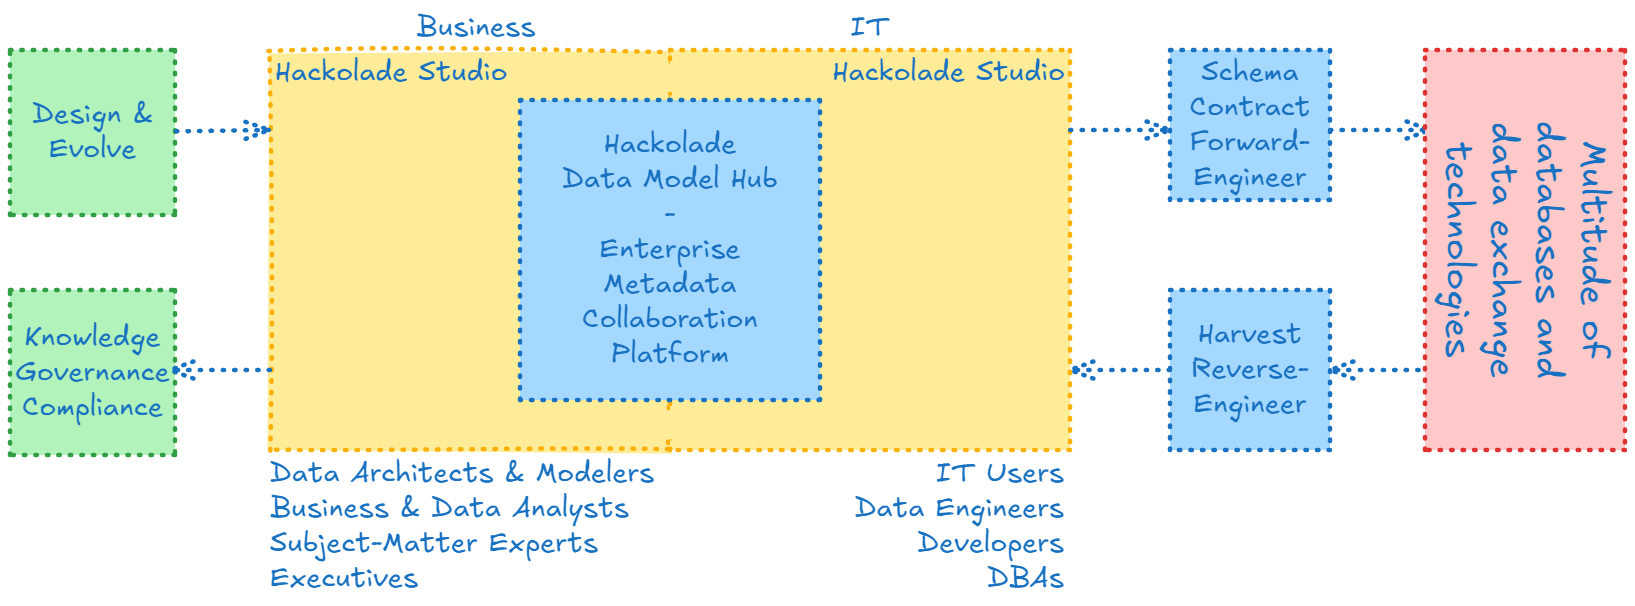 Business
IT
Hackolade Studio
Hackolade Studio
Design &
Evolve
Hackolade
Data Model Hub
-
Enterprise
Metadata
Collaboration
Platform
Schema
Contract
Forward-
Engineer
Multitude of
databases and
data exchange
technologies
Knowledge
Governance
Compliance
Harvest
Reverse-
Engineer
Data Architects & Modelers
Business & Data Analysts
Subject-Matter Experts
Executives
IT Users
Data Engineers
Developers
DBAs